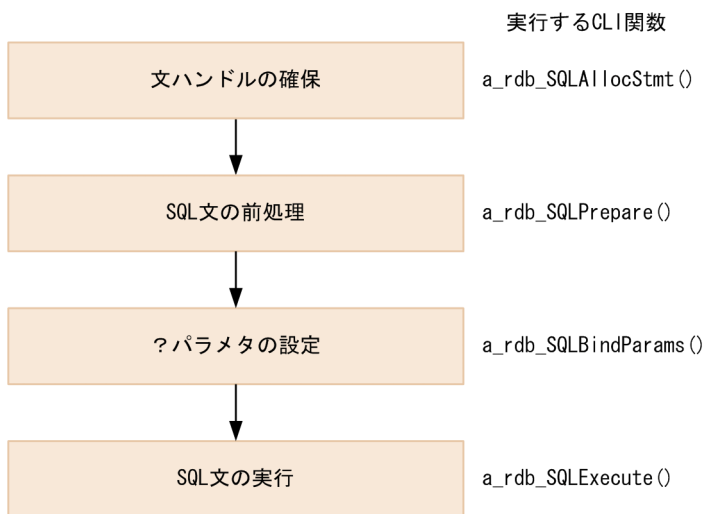 実行するCLI関数
文ハンドルの確保
a_rdb_SQLAllocStmt()
SQL文の前処理
a_rdb_SQLPrepare()
？パラメタの設定
a_rdb_SQLBindParams()
SQL文の実行
a_rdb_SQLExecute()